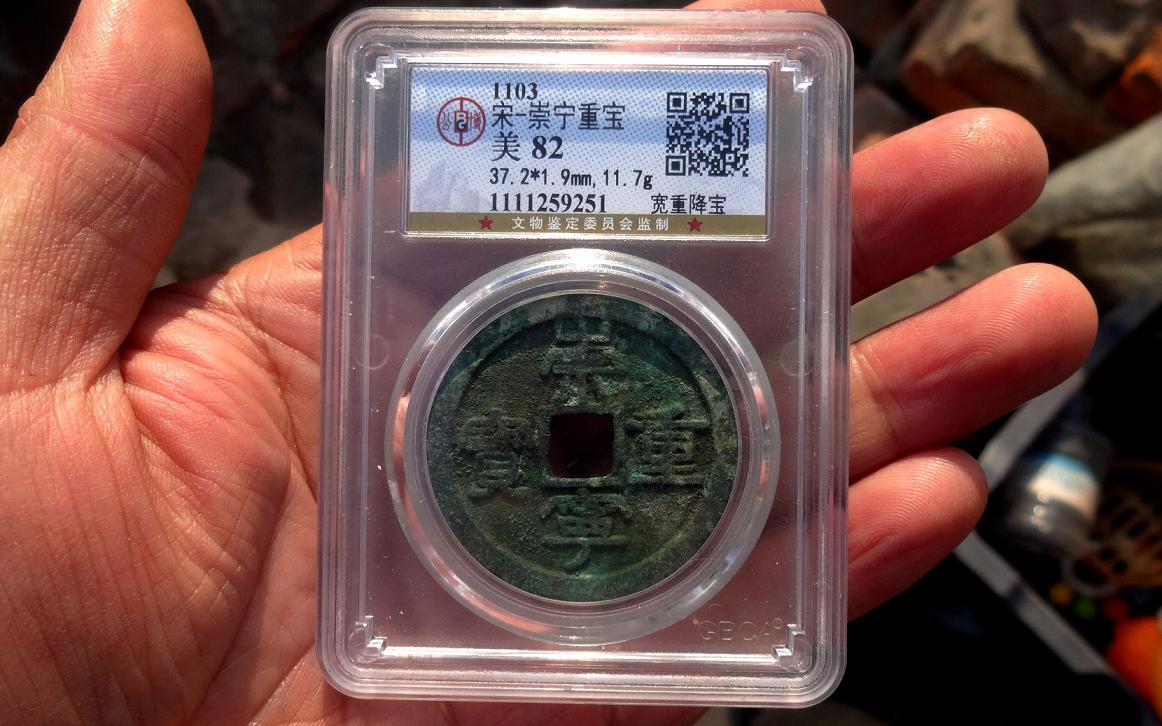 1103
宋-崇宁重宝
美 82
37.2*1.9mm,11.7g
1111259251 宽重降宝
★ 文物鉴定委员会监制 ★
崇
寶 重
寧
GBCA